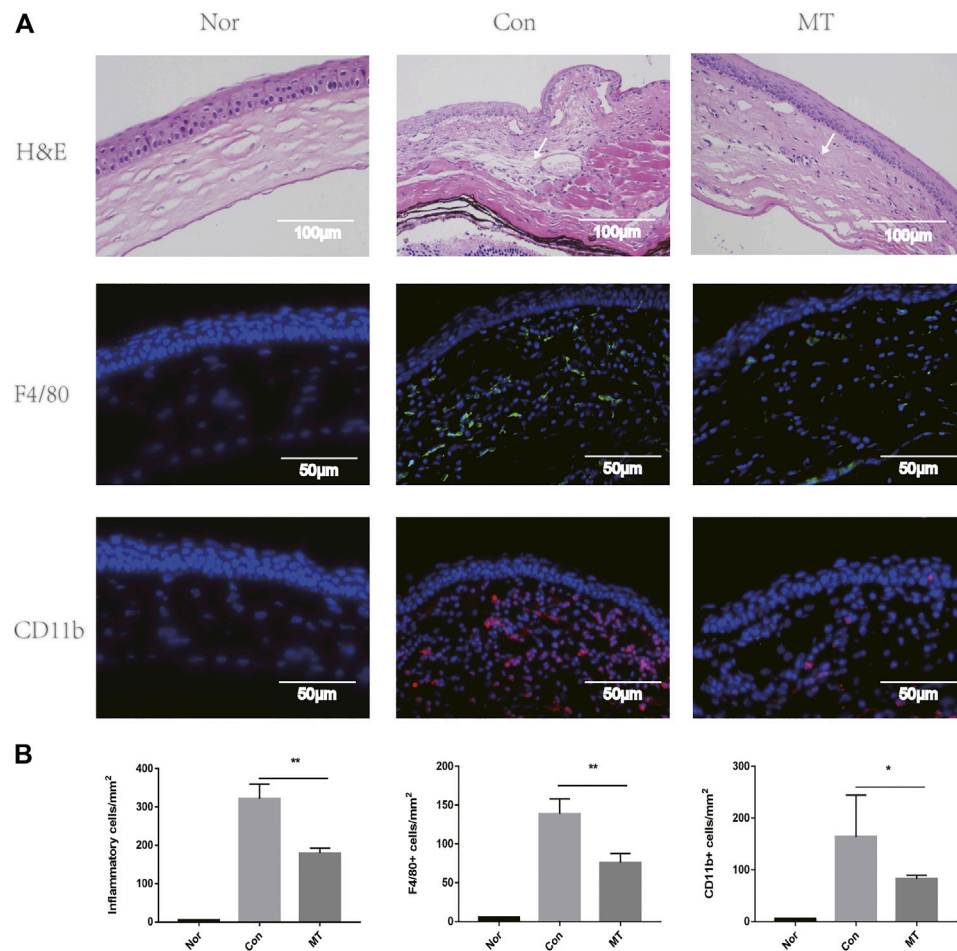 A
Nor
Con
MT
H&E
100µm
100µm
100µm
F4/80
50µm
50µm
50µm
CD11b
50µm
50µm
50µm
B
Inflammatory cells/mm²
400
300
200
100
0
**
Nor
Con
MT
F4/80+ cells/mm²
200
150
100
50
0
**
Nor
Con
MT
CD11b+ cells/mm²
300
200
100
0
*
Nor
Con
MT